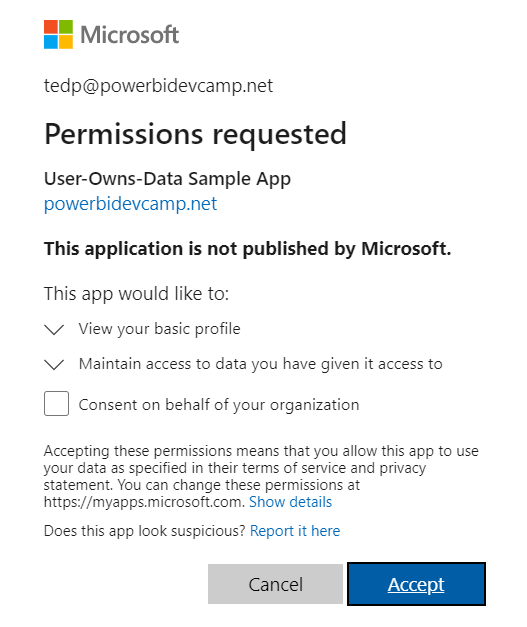 Microsoft
tedp@powerbidevcamp.net
Permissions requested
User-Owns-Data Sample App
powerbidevcamp.net
This application is not published by Microsoft.
This app would like to:
View your basic profile
Maintain access to data you have given it access to
Consent on behalf of your organization
Accepting these permissions means that you allow this app to use
your data as specified in their terms of service and privacy
statement. You can change these permissions at
https://myapps.microsoft.com. Show details
Does this app look suspicious? Report it here
Cancel Accept